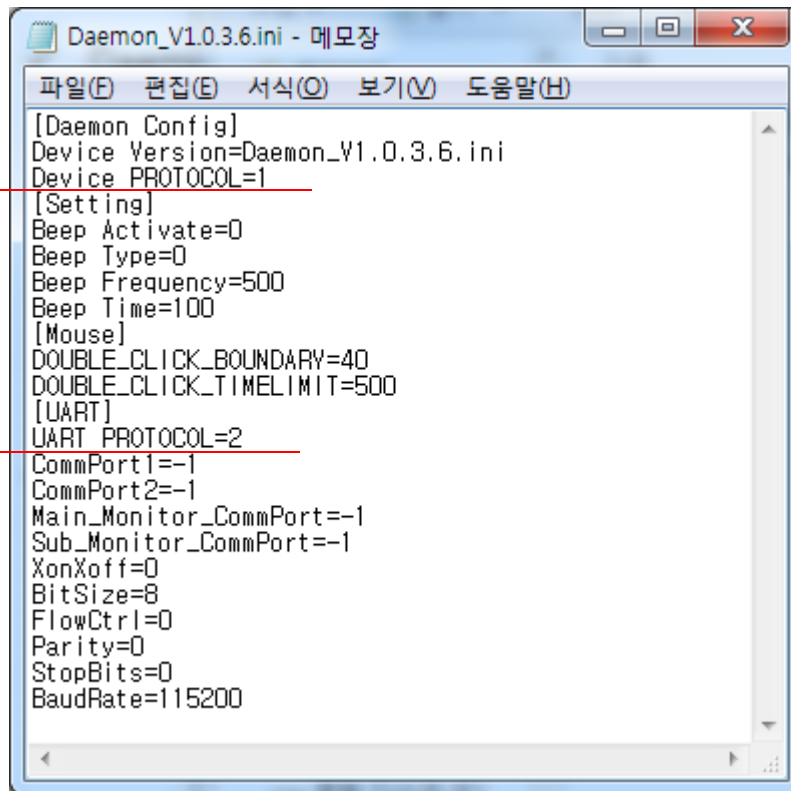 Daemon_V1.0.3.6.ini - 메모장
파일(F) 편집(E) 서식(O) 보기(V) 도움말(H)
[Daemon Config]
Device Version=Daemon_V1.0.3.6.ini
Device PROTOCOL=1
[Setting]
Beep Activate=0
Beep Type=0
Beep Frequency=500
Beep Time=100
[Mouse]
DOUBLE_CLICK_BOUNDARY=40
DOUBLE_CLICK_TIMELIMIT=500
[UART]
UART PROTOCOL=2
CommPort1=-1
CommPort2=-1
Main_Monitor_CommPort=-1
Sub_Monitor_CommPort=-1
XonXoff=0
BitSize=8
FlowCtrl=0
Parity=0
StopBits=0
BaudRate=115200